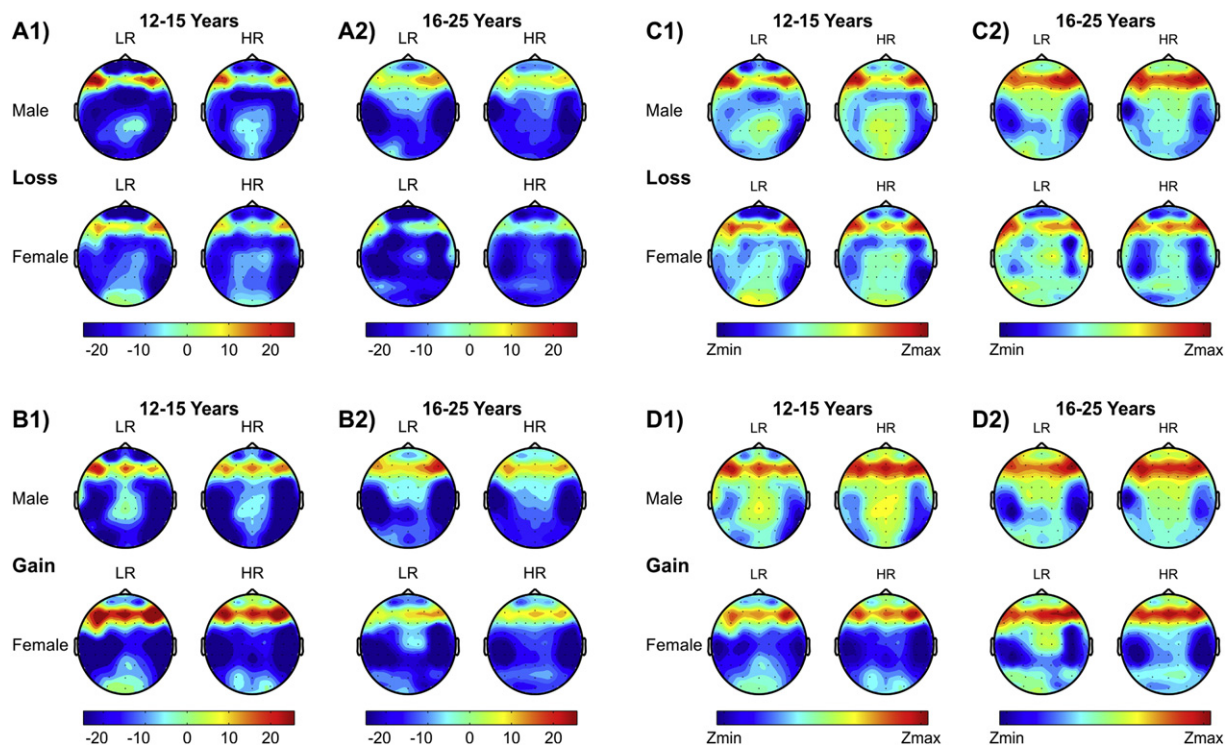 A1) 12-15 Years A2) 16-25 Years C1) 12-15 Years C2) 16-25 Years
LR HR LR HR LR HR LR HR
Male Male
Loss Loss
LR HR LR HR LR HR LR HR
Female Female
-20 -10 0 10 20 -20 -10 0 10 20 Zmin Zmax Zmin Zmax
B1) 12-15 Years B2) 16-25 Years D1) 12-15 Years D2) 16-25 Years
LR HR LR HR LR HR LR HR
Male Male
Gain Gain
LR HR LR HR LR HR LR HR
Female Female
-20 -10 0 10 20 -20 -10 0 10 20 Zmin Zmax Zmin Zmax